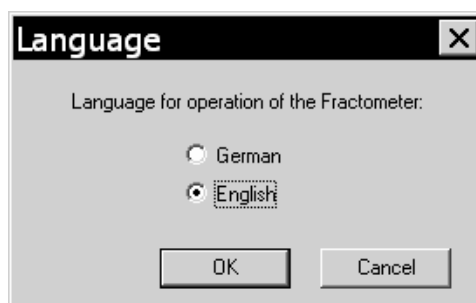 Language
Language for operation of the Fractometer:
German
English
OK
Cancel